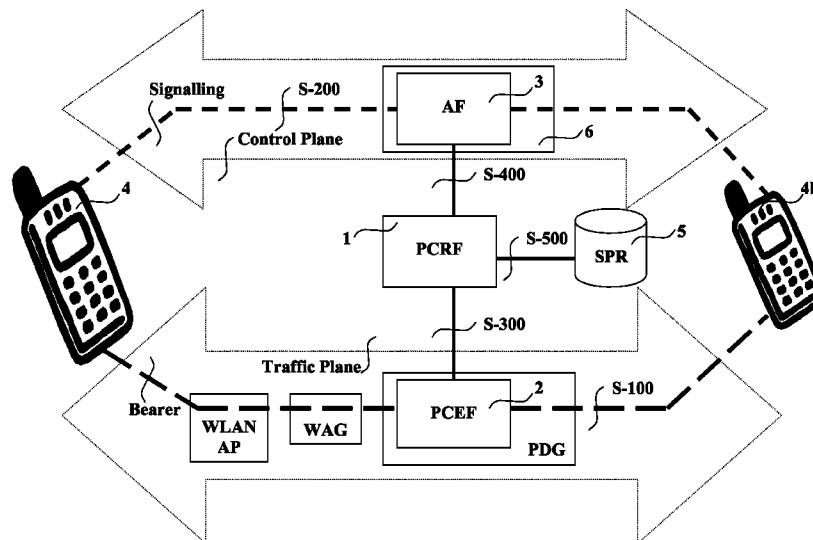 Signalling
S-200
AF
3
6
Control Plane
S-400
4
1
PCRF
S-500
SPR
5
S-300
Traffic Plane
Bearer
WLAN
AP
WAG
PCEF
2
PDG
S-100